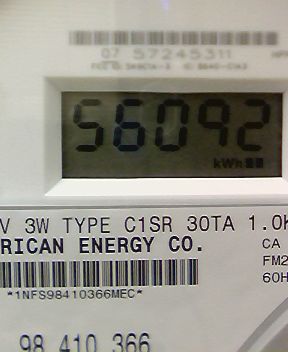 07 57245311
56092
kWh
V 3W TYPE C1SR 30TA 1.0K
RICAN ENERGY CO.
CA
FM2
60H
*1NFS98410366MEC*
98 410 366